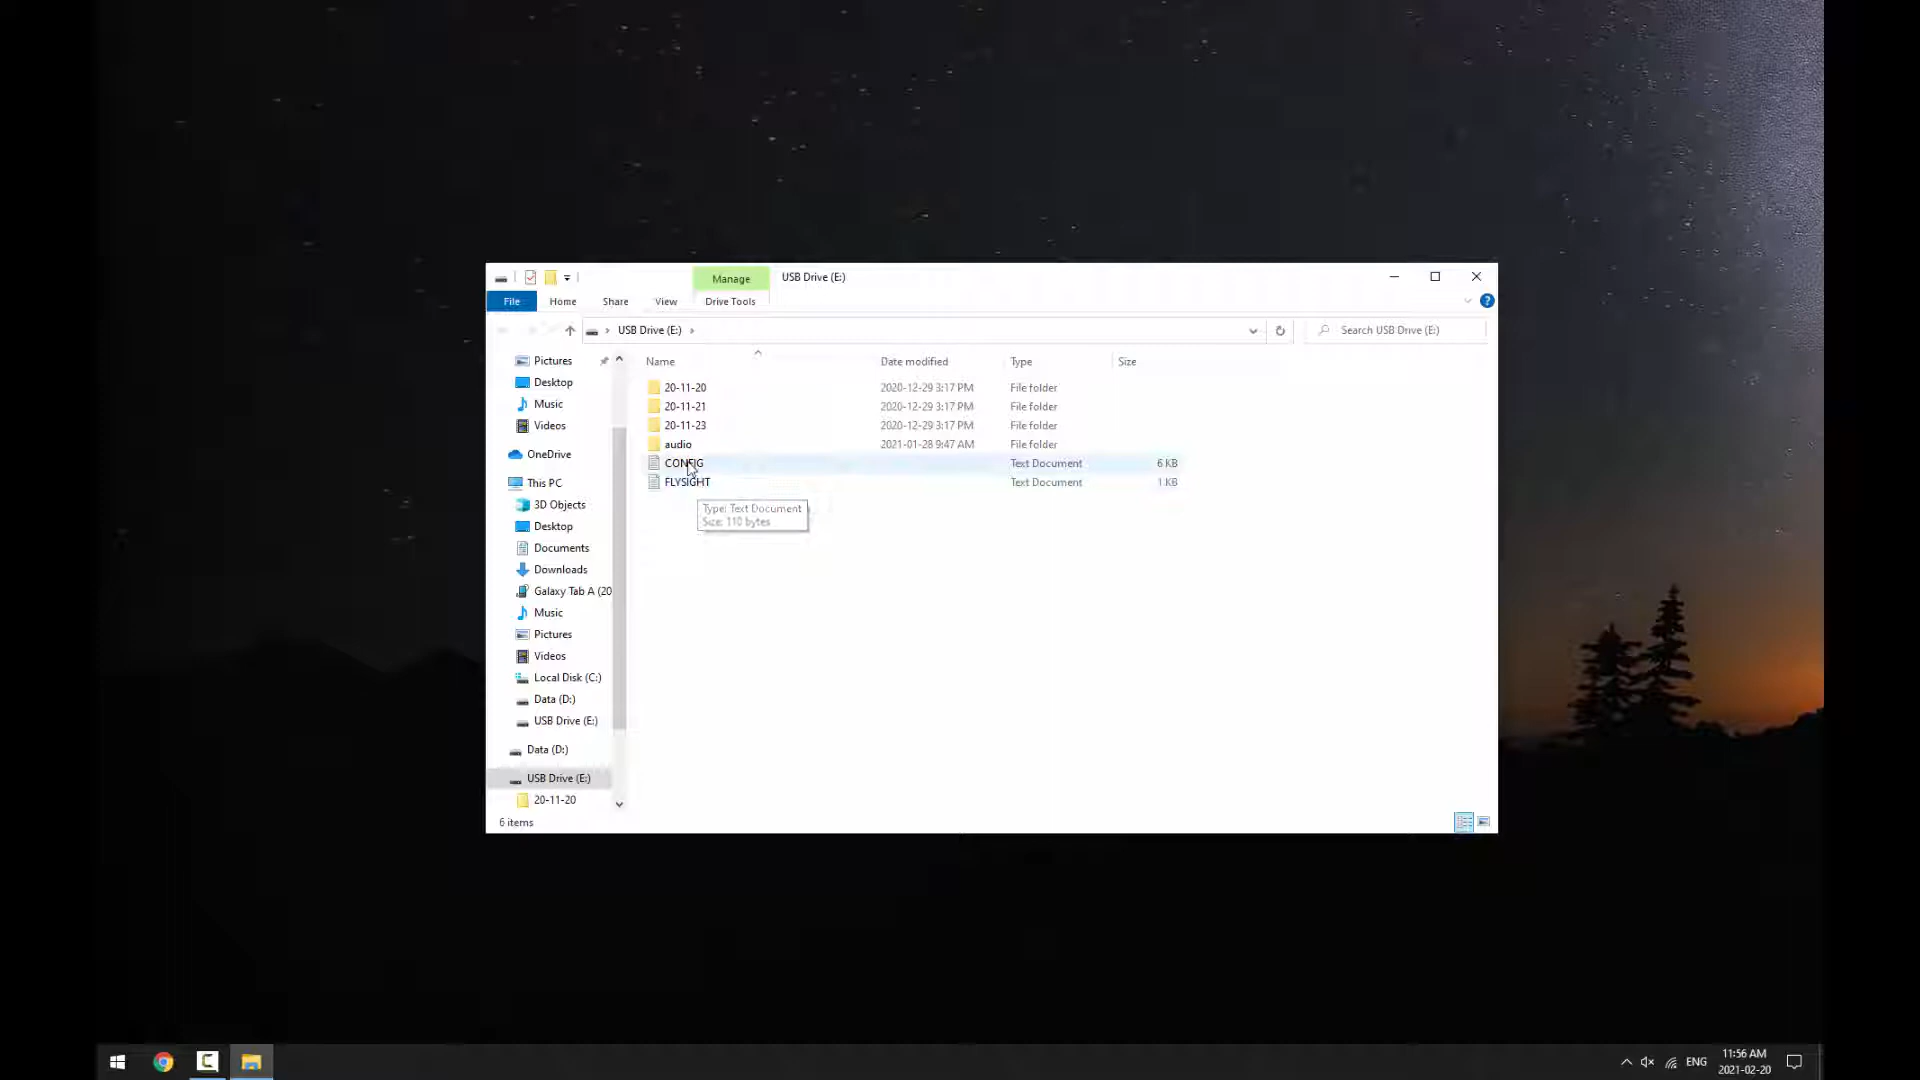 Manage
USB Drive (E:)
File
Home
Share
View
Drive Tools
USB Drive (E:)
Search USB Drive (E:)
Name
Date modified
Type
Size
20-11-20
2020-12-29 3:17 PM
File folder
20-11-21
2020-12-29 3:17 PM
File folder
20-11-23
2020-12-29 3:17 PM
File folder
audio
2021-01-28 9:47 AM
File folder
CONFIG
Text Document
6 KB
FLYSIGHT
Text Document
1 KB
Type: Text Document
Size: 110 bytes
Pictures
Desktop
Music
Videos
OneDrive
This PC
3D Objects
Desktop
Documents
Downloads
Galaxy Tab A (20
Music
Pictures
Videos
Local Disk (C:)
Data (D:)
USB Drive (E:)
Data (D:)
USB Drive (E:)
20-11-20
6 items
ENG
11:56 AM
2021-02-20